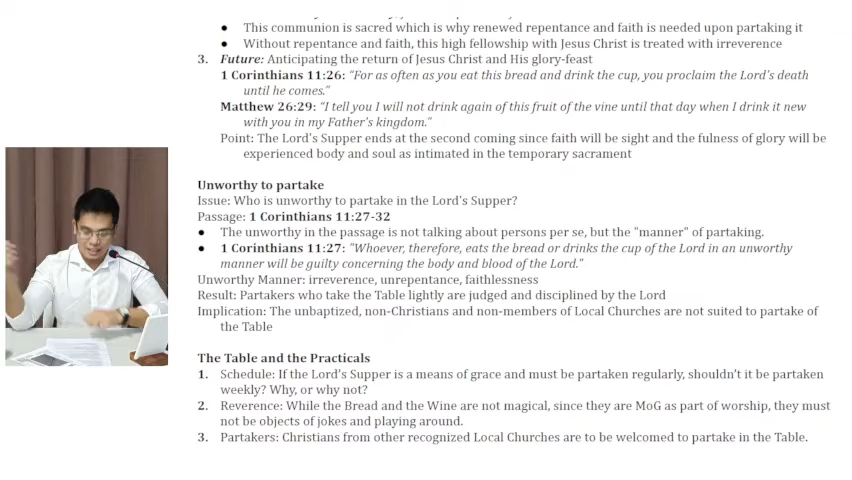 ● This communion is sacred which is why renewed repentance and faith is needed upon partaking it
● Without repentance and faith, this high fellowship with Jesus Christ is treated with irreverence
3. Future: Anticipating the return of Jesus Christ and His glory-feast
1 Corinthians 11:26: "For as often as you eat this bread and drink the cup, you proclaim the Lord's death
until he comes."
Matthew 26:29: "I tell you I will not drink again of this fruit of the vine until that day when I drink it new
with you in my Father's kingdom."
Point: The Lord's Supper ends at the second coming since faith will be sight and the fulness of glory will be
experienced body and soul as intimated in the temporary sacrament
Unworthy to partake
Issue: Who is unworthy to partake in the Lord's Supper?
Passage: 1 Corinthians 11:27-32
● The unworthy in the passage is not talking about persons per se, but the "manner" of partaking.
● 1 Corinthians 11:27: "Whoever, therefore, eats the bread or drinks the cup of the Lord in an unworthy
manner will be guilty concerning the body and blood of the Lord."
Unworthy Manner: irreverence, unrepentance, faithlessness
Result: Partakers who take the Table lightly are judged and disciplined by the Lord
Implication: The unbaptized, non-Christians and non-members of Local Churches are not suited to partake of
the Table
The Table and the Practicals
1. Schedule: If the Lord's Supper is a means of grace and must be partaken regularly, shouldn't it be partaken
weekly? Why, or why not?
2. Reverence: While the Bread and the Wine are not magical, since they are MoG as part of worship, they must
not be objects of jokes and playing around.
3. Partakers: Christians from other recognized Local Churches are to be welcomed to partake in the Table.